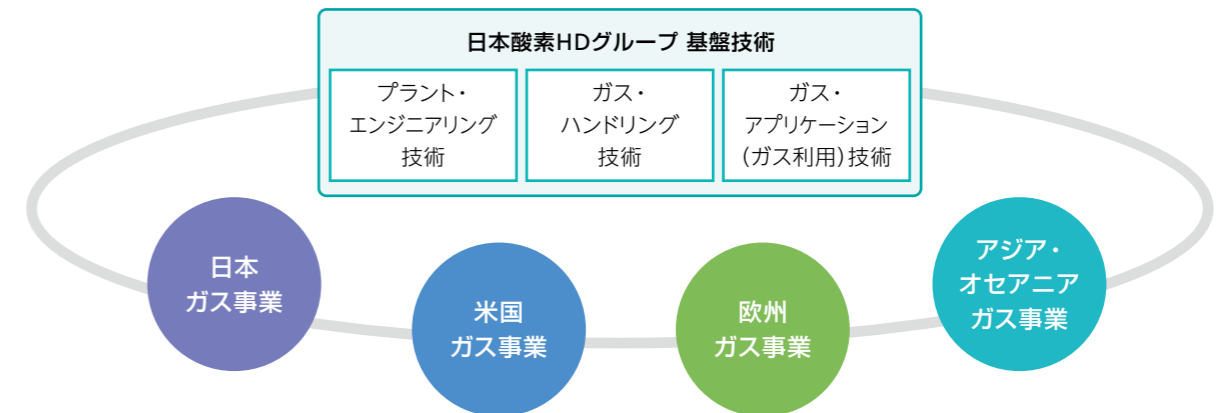 日本酸素HDグループ 基盤技術
プラント・
エンジニアリング
技術
ガス・
ハンドリング
技術
ガス・
アプリケーション
(ガス利用)技術
日本
ガス事業
米国
ガス事業
欧州
ガス事業
アジア・
オセアニア
ガス事業